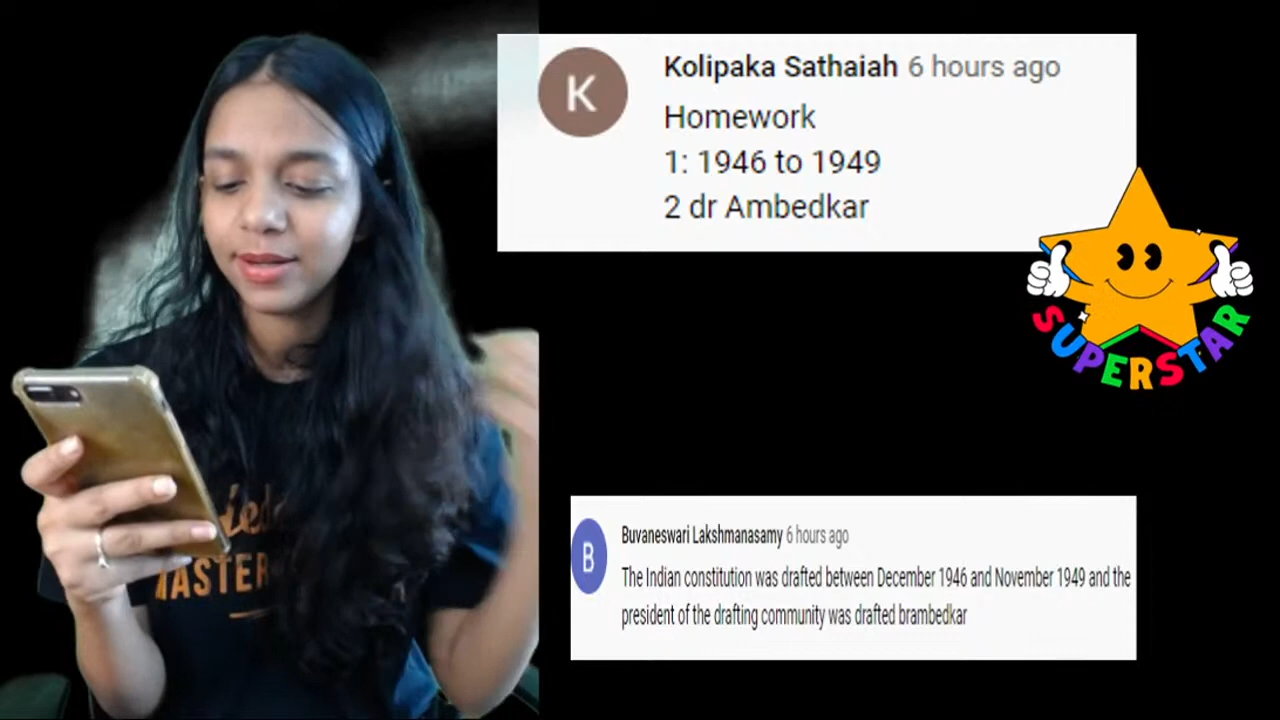 K
Kolipaka Sathaiah 6 hours ago
Homework
1: 1946 to 1949
2 dr Ambedkar
SUPERSTAR
B
Buvaneswari Lakshmanasamy 6 hours ago
The Indian constitution was drafted between December 1946 and November 1949 and the
president of the drafting community was drafted brambedkar
MASTER